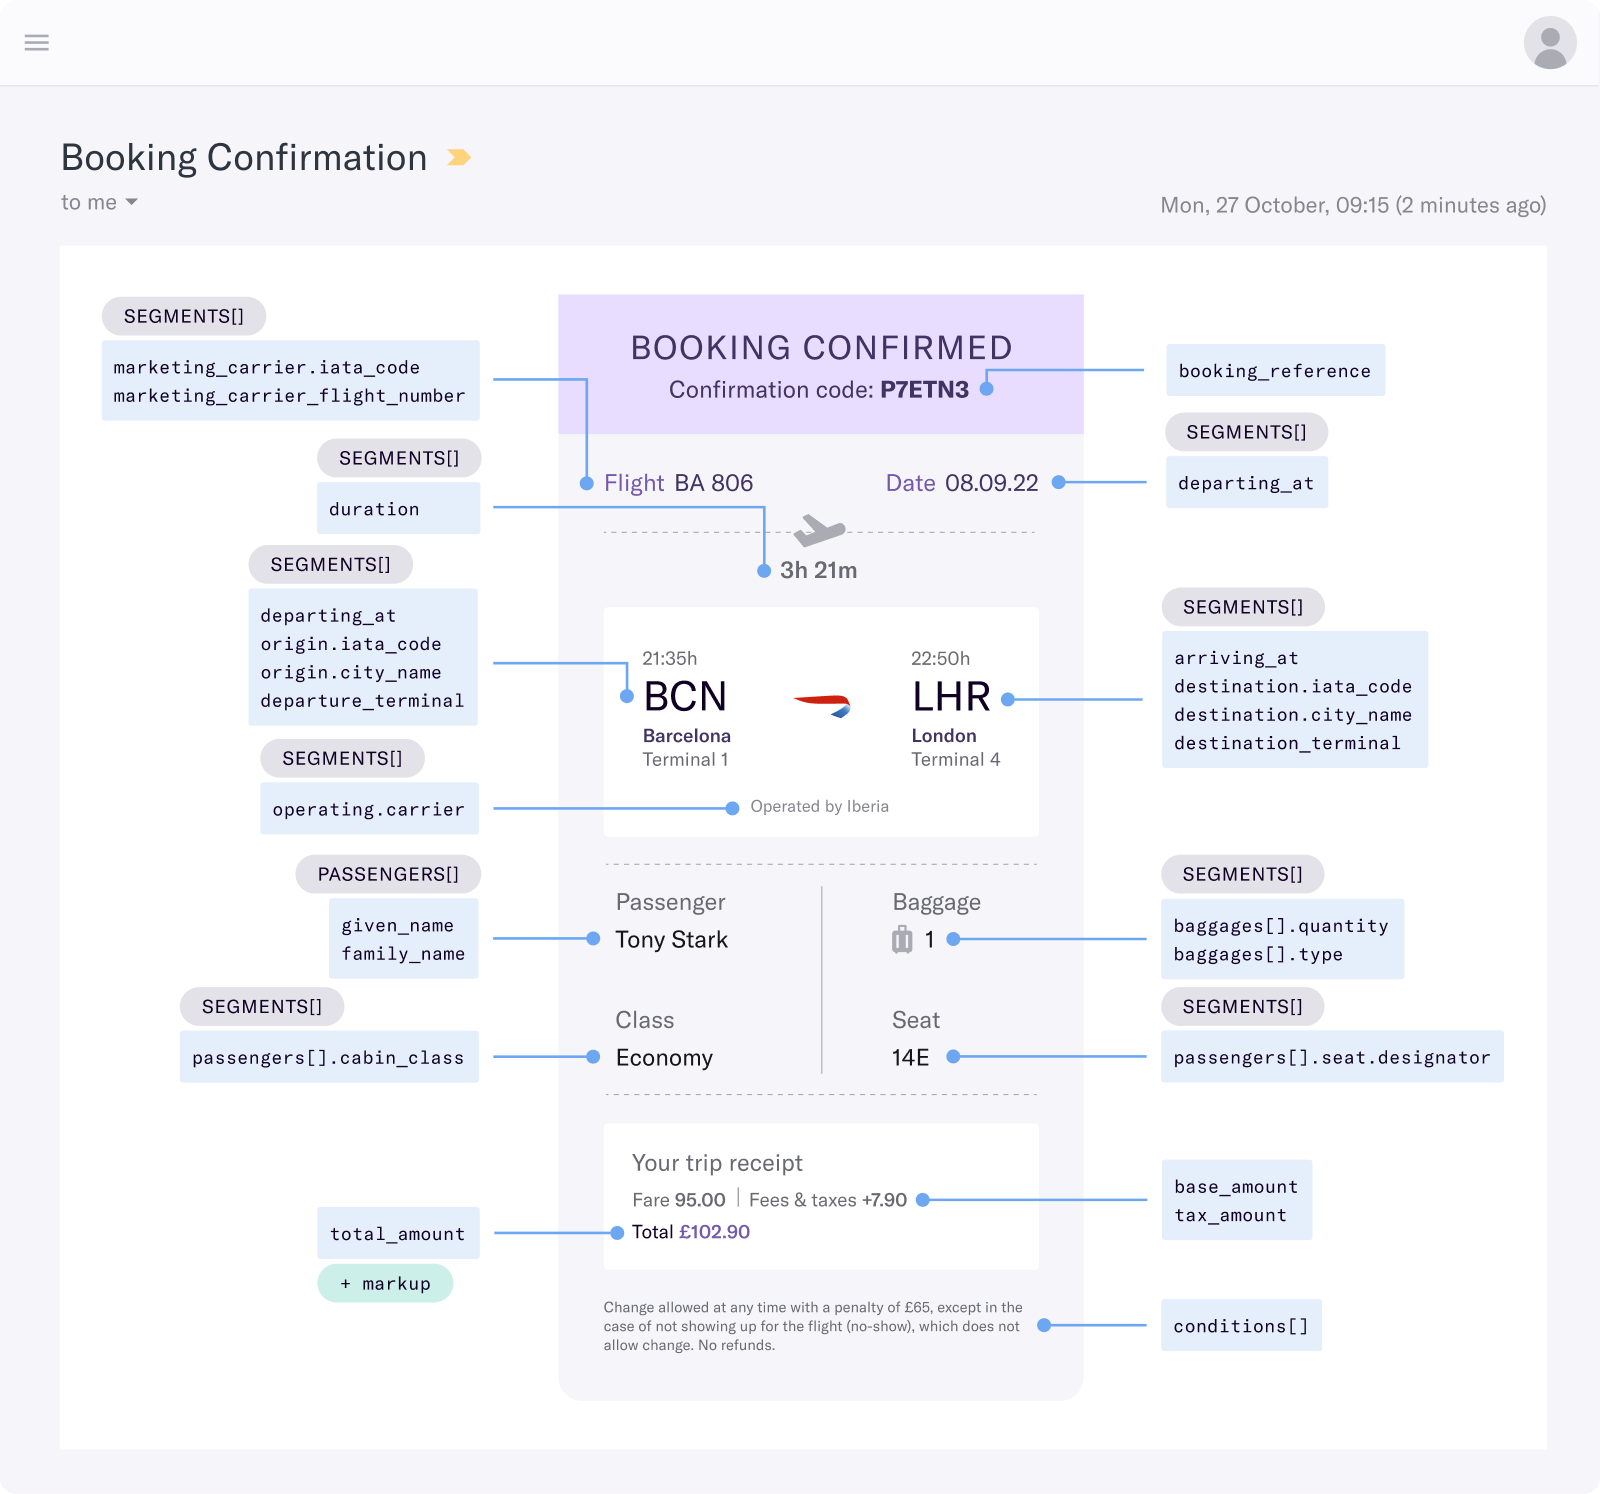 Booking Confirmation
to me
Mon, 27 October, 09:15 (2 minutes ago)
SEGMENTS[]
marketing_carrier.iata_code
marketing_carrier_flight_number
SEGMENTS[]
duration
SEGMENTS[]
departing_at
origin.iata_code
origin.city_name
departure_terminal
SEGMENTS[]
operating.carrier
PASSENGERS[]
given_name
family_name
SEGMENTS[]
passengers[].cabin_class
total_amount
+ markup
BOOKING CONFIRMED
Confirmation code: P7ETN3
Flight BA 806
Date 08.09.22
3h 21m
21:35h
BCN
Barcelona
Terminal 1
22:50h
LHR
London
Terminal 4
Operated by Iberia
Passenger
Tony Stark
Baggage
1
Class
Economy
Seat
14E
Your trip receipt
Fare 95.00 | Fees & taxes +7.90
Total £102.90
Change allowed at any time with a penalty of £65, except in the
case of not showing up for the flight (no-show), which does not
allow change. No refunds.
booking_reference
SEGMENTS[]
departing_at
SEGMENTS[]
arriving_at
destination.iata_code
destination.city_name
destination_terminal
SEGMENTS[]
baggages[].quantity
baggages[].type
SEGMENTS[]
passengers[].seat.designator
base_amount
tax_amount
conditions[]